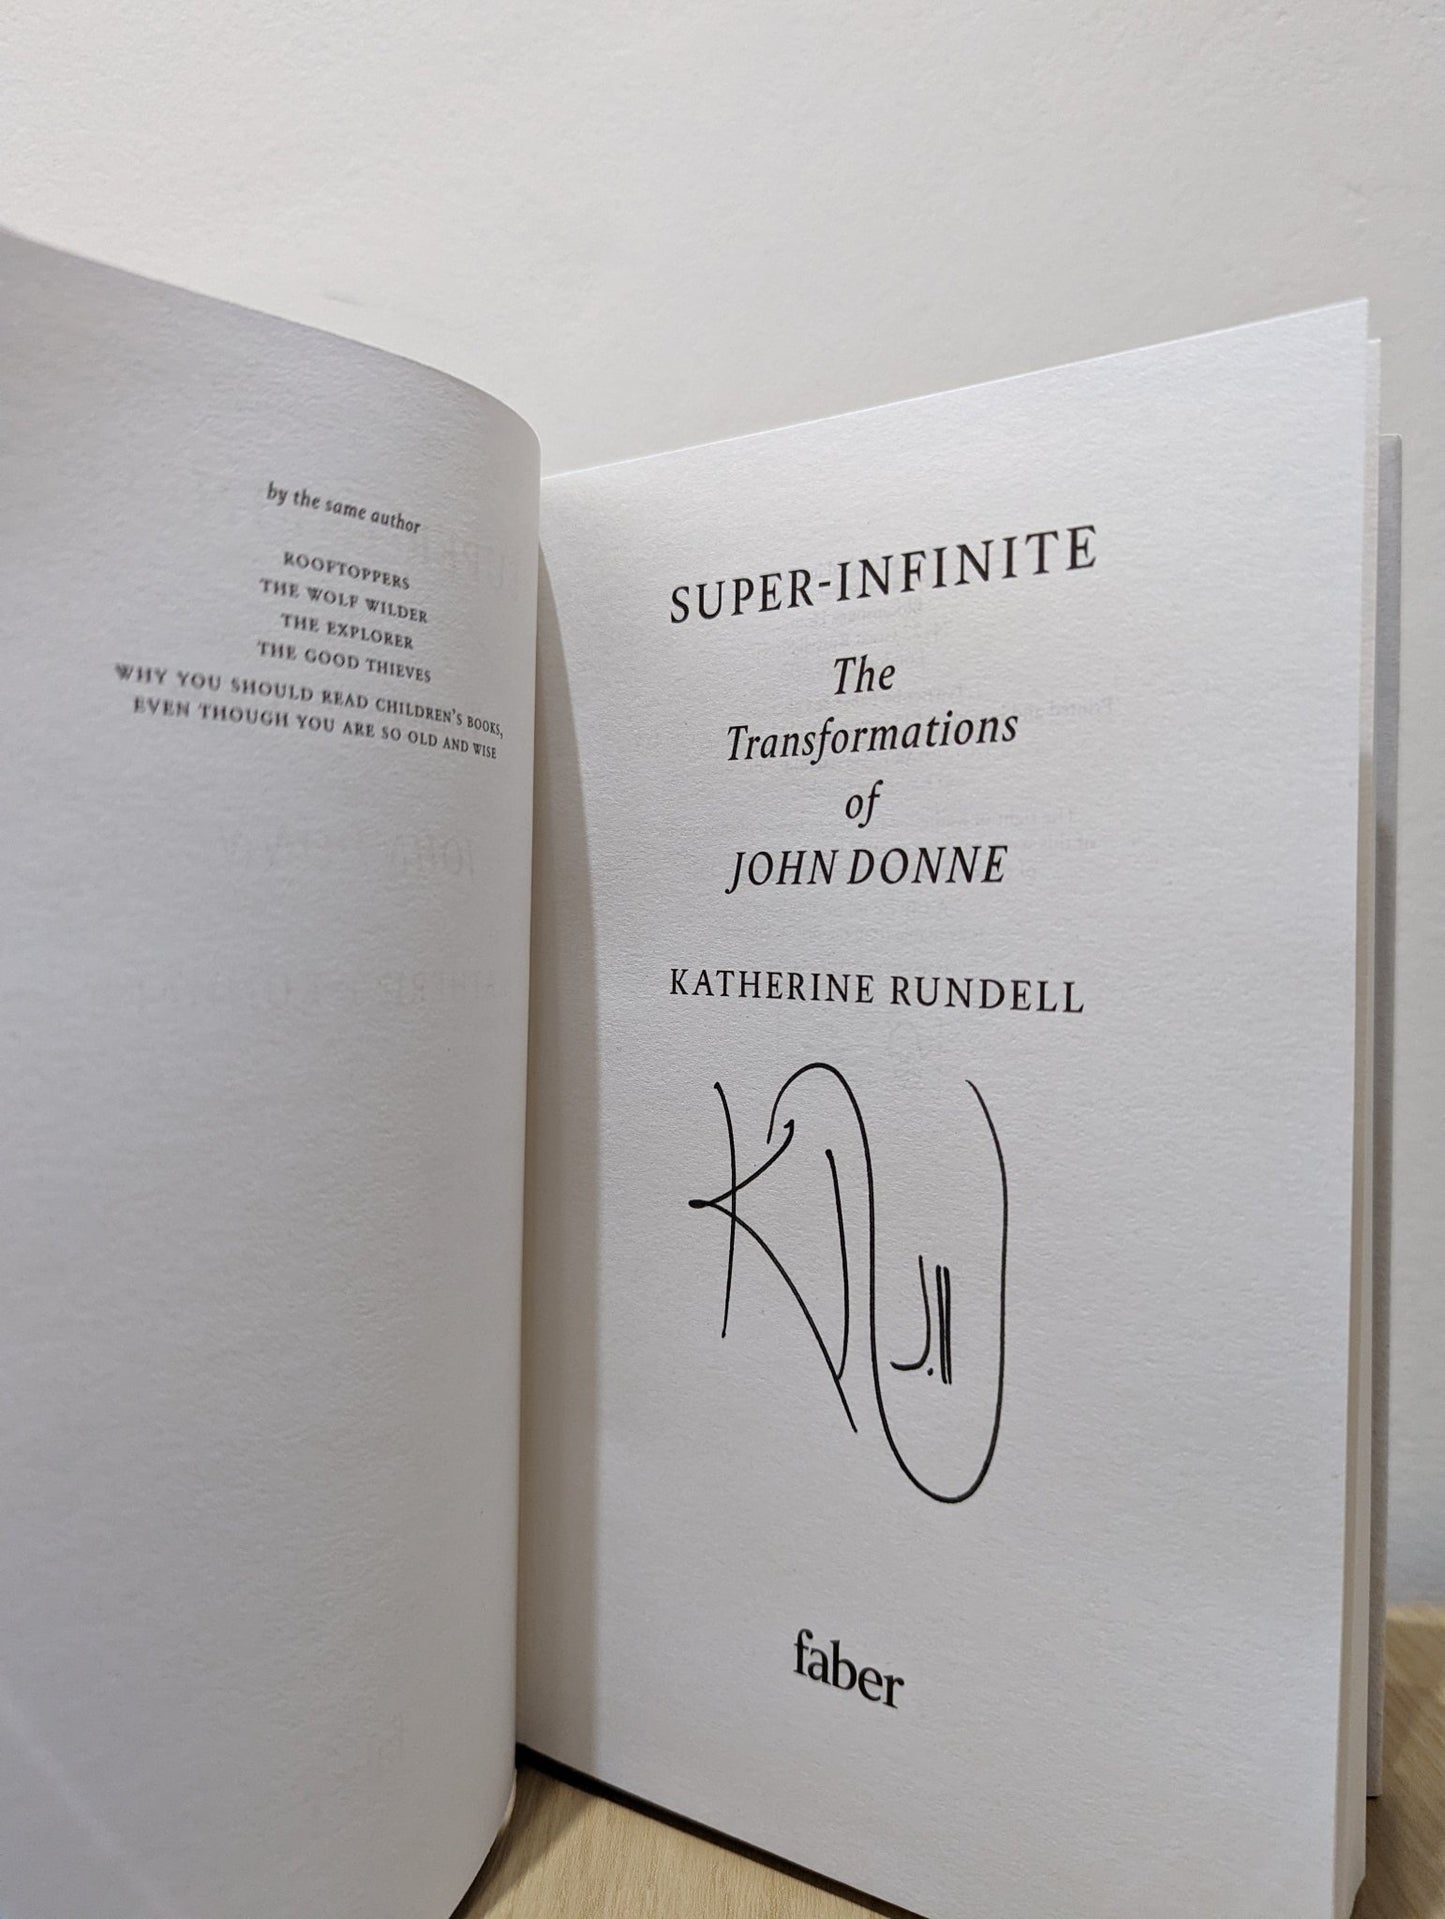 by the same author
ROOFTOPPERS
THE WOLF WILDER
THE EXPLORER
THE GOOD THIEVES
WHY YOU SHOULD READ CHILDREN'S BOOKS,
EVEN THOUGH YOU ARE SO OLD AND WISE
SUPER-INFINITE
The
Transformations
of
JOHN DONNE
KATHERINE RUNDELL
faber